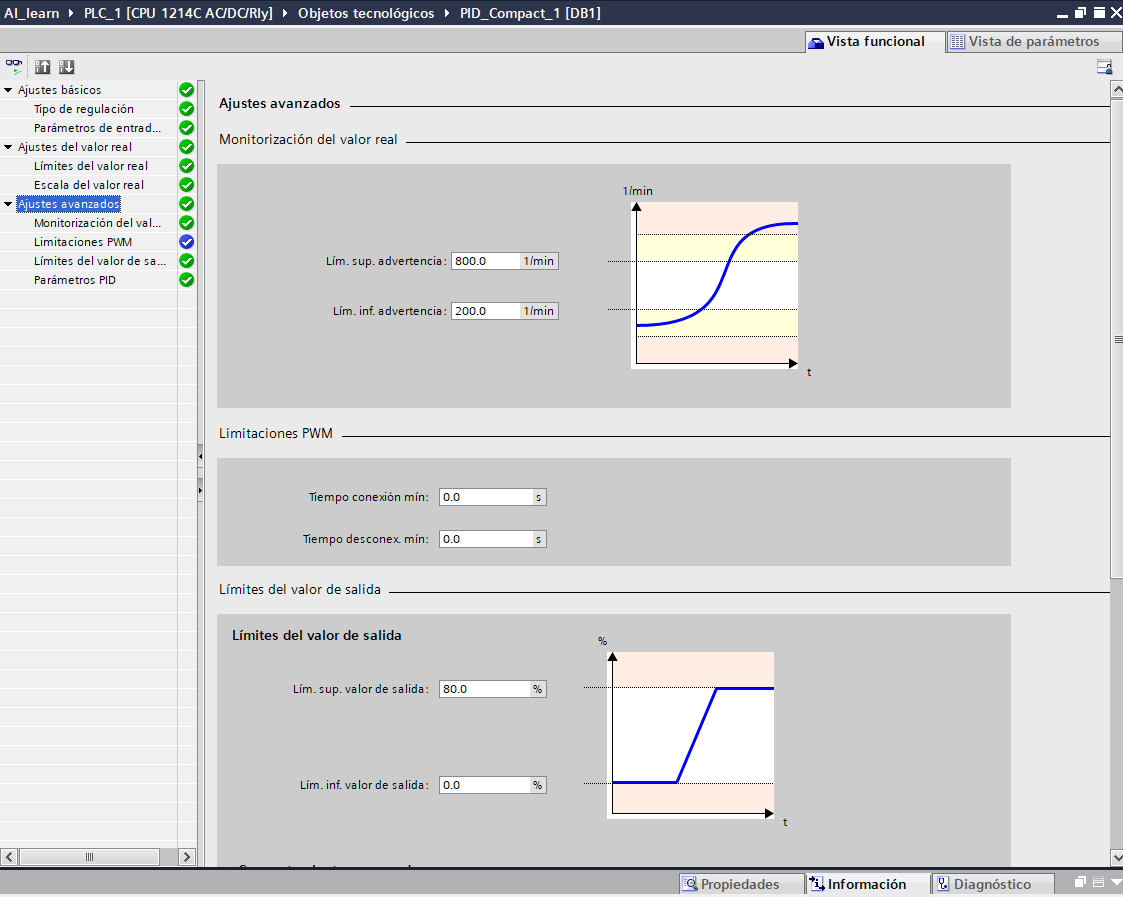 AI_learn ▸ PLC_1 [CPU 1214C AC/DC/Rly] ▸ Objetos tecnológicos ▸ PID_Compact_1 [DB1]
Vista funcional
Vista de parámetros
Ajustes básicos
Tipo de regulación
Parámetros de entrad...
Ajustes del valor real
Límites del valor real
Escala del valor real
Ajustes avanzados
Monitorización del val...
Limitaciones PWM
Límites del valor de sa...
Parámetros PID
Ajustes avanzados
Monitorización del valor real
1/min
Lím. sup. advertencia: 800.0 1/min
Lím. inf. advertencia: 200.0 1/min
t
Limitaciones PWM
Tiempo conexión mín: 0.0 s
Tiempo desconex. mín: 0.0 s
Límites del valor de salida
Límites del valor de salida
%
Lím. sup. valor de salida: 80.0 %
Lím. inf. valor de salida: 0.0 %
t
Propiedades
Información
Diagnóstico